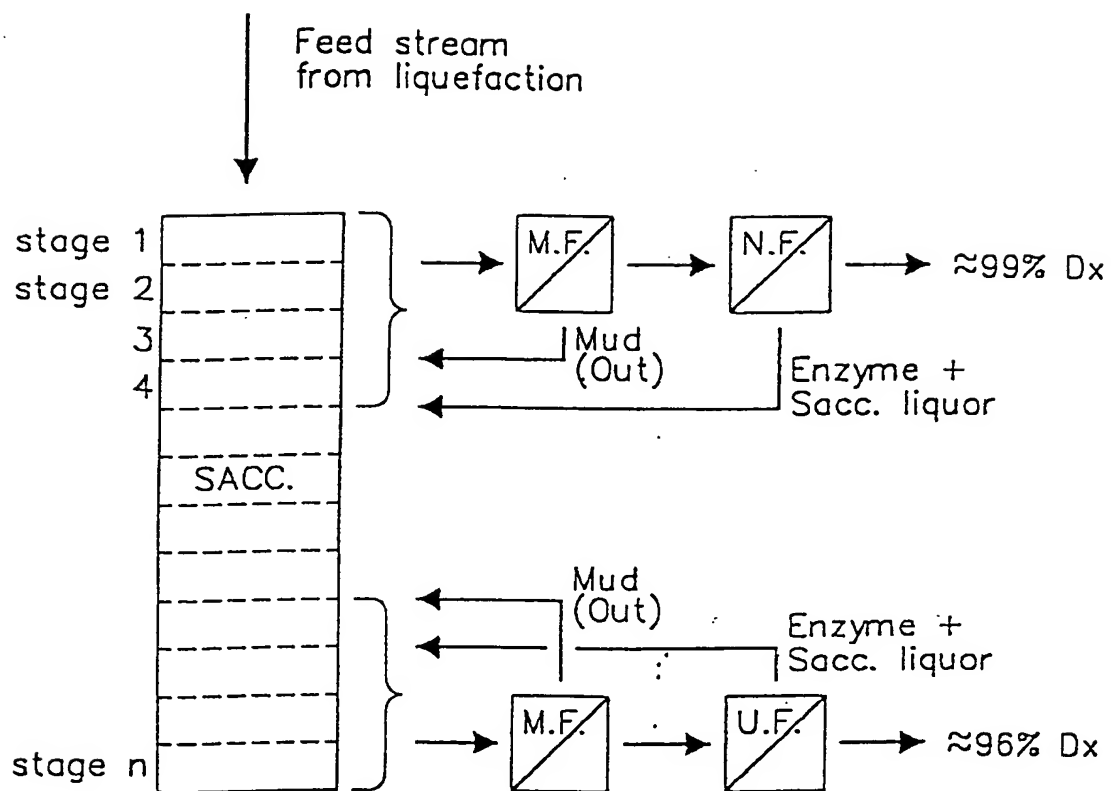 Feed stream
from liquefaction
stage 1
stage 2
3
4
SACC.
stage n
M.F.
N.F.
≈99% Dx
Mud
(Out)
Enzyme +
Sacc. liquor
Mud
(Out)
Enzyme +
Sacc. liquor
M.F.
U.F.
≈96% Dx